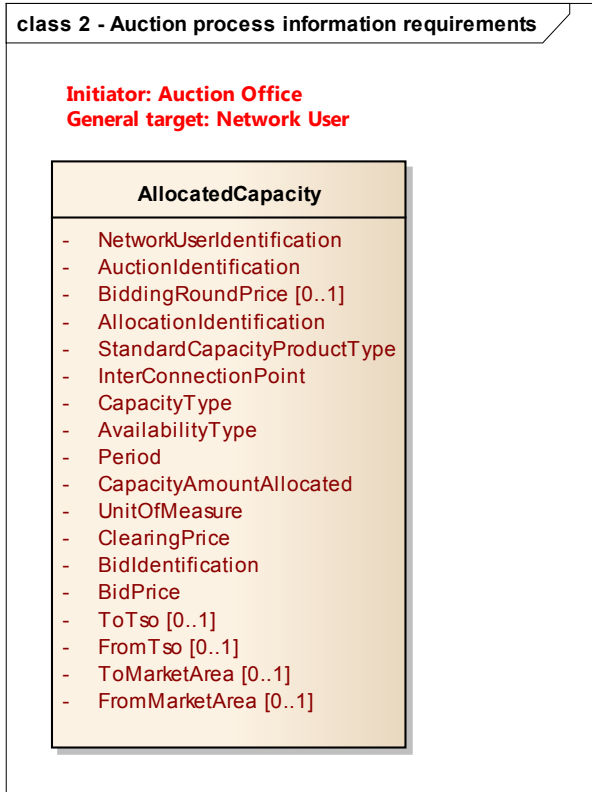 class 2 - Auction process information requirements
Initiator: Auction Office
General target: Network User
AllocatedCapacity
- NetworkUserIdentification
- AuctionIdentification
- BiddingRoundPrice [0..1]
- AllocationIdentification
- StandardCapacityProductType
- InterConnectionPoint
- CapacityType
- AvailabilityType
- Period
- CapacityAmountAllocated
- UnitOfMeasure
- ClearingPrice
- BidIdentification
- BidPrice
- ToTso [0..1]
- FromTso [0..1]
- ToMarketArea [0..1]
- FromMarketArea [0..1]